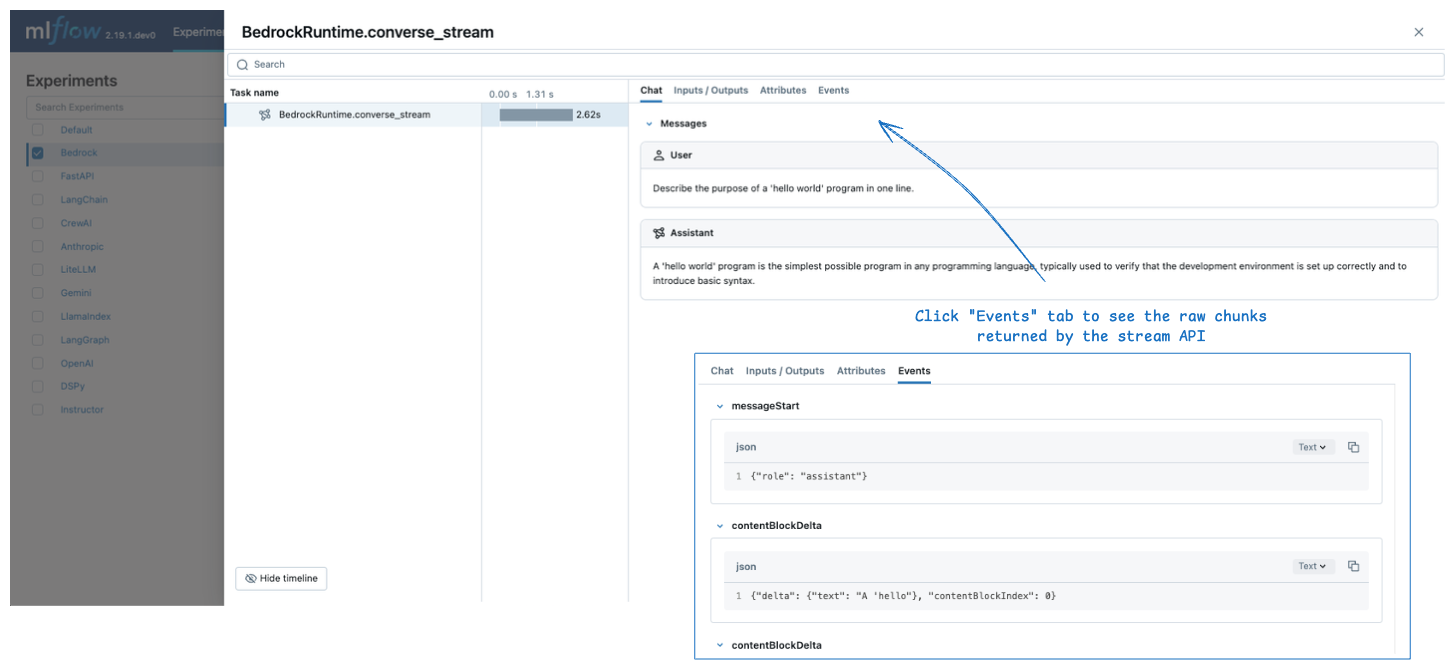 mlflow 2.19.1.dev0
Experiments
Search Experiments
Default
Bedrock
FastAPI
LangChain
CrewAI
Anthropic
LiteLLM
Gemini
LlamaIndex
LangGraph
OpenAI
DSPy
Instructor
BedrockRuntime.converse_stream
Search
Task name
0.00 s 1.31 s
BedrockRuntime.converse_stream
2.62s
Hide timeline
Chat Inputs / Outputs Attributes Events
Messages
User
Describe the purpose of a 'hello world' program in one line.
Assistant
A 'hello world' program is the simplest possible program in any programming language, typically used to verify that the development environment is set up correctly and to
introduce basic syntax.
Click "Events" tab to see the raw chunks
returned by the stream API
Chat Inputs / Outputs Attributes Events
messageStart
json Text
1 {"role": "assistant"}
contentBlockDelta
json Text
1 {"delta": {"text": "A 'hello"}, "contentBlockIndex": 0}
contentBlockDelta